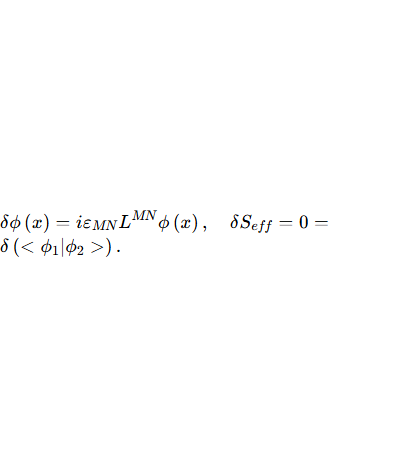 δϕ (x) = iε_{MN}L^{MN}ϕ (x) ,   δS_{eff} = 0 =
δ (< ϕ_1|ϕ_2 >) .